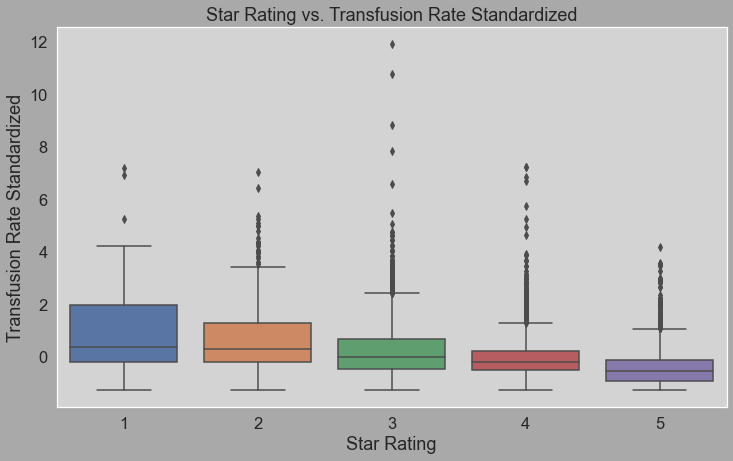 Star Rating vs. Transfusion Rate Standardized
12
10
8
6
4
2
0
Transfusion Rate Standardized
1 2 3 4 5
Star Rating